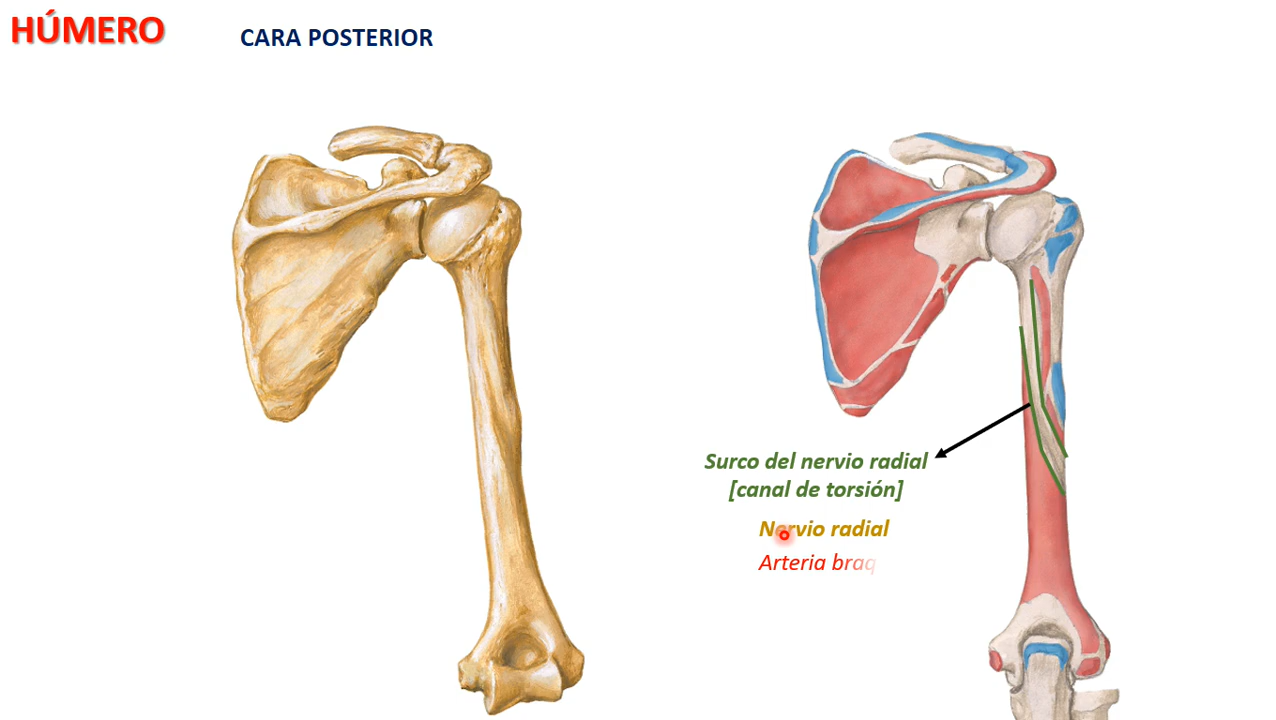 HÚMERO
CARA POSTERIOR
Surco del nervio radial
[canal de torsión]
Nervio radial
Arteria braq